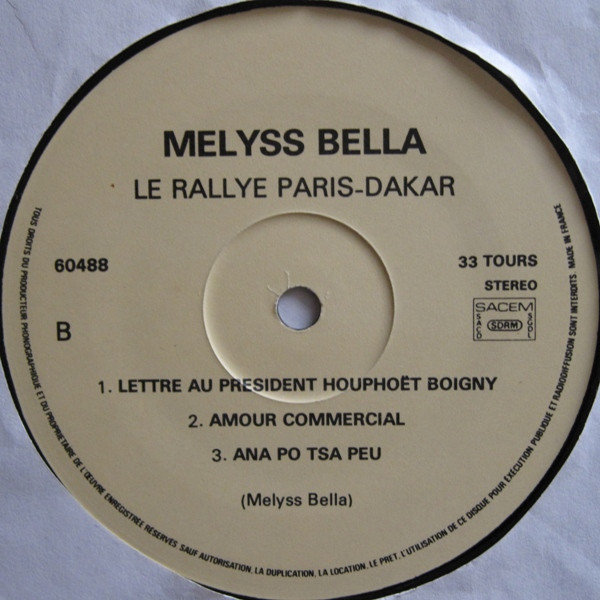 MELYSS BELLA
LE RALLYE PARIS-DAKAR
60488
33 TOURS
STEREO
B
SACEM
SACD
SDRM
SGDL
1. LETTRE AU PRESIDENT HOUPHOËT BOIGNY
2. AMOUR COMMERCIAL
3. ANA PO TSA PEU
(Melyss Bella)
TOUS DROITS DU PRODUCTEUR PHONOGRAPHIQUE ET DU PROPRIETAIRE DE L'ŒUVRE ENREGISTREE RESERVES SAUF AUTORISATION, LA DUPLICATION, LA LOCATION, LE PRET, L'UTILISATION DE CE DISQUE POUR EXECUTION PUBLIQUE ET RADIODIFFUSION SONT INTERDITS MADE IN FRANCE